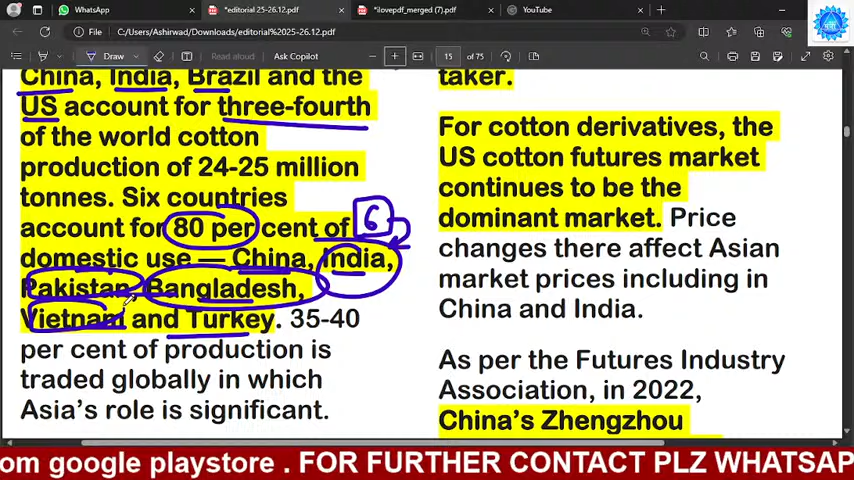 WhatsApp
*editorial 25-26.12.pdf
*ilovepdf_merged (7).pdf
YouTube
File
C:/Users/Ashirwad/Downloads/editorial%2025-26.12.pdf
Draw
Read aloud
Ask Copilot
15
of 75
China, India, Brazil and the
US account for three-fourth
of the world cotton
production of 24-25 million
tonnes. Six countries
account for 80 per cent of
6
domestic use — China, India,
Pakistan, Bangladesh,
Vietnam and Turkey. 35-40
per cent of production is
traded globally in which
Asia's role is significant.
taker.
For cotton derivatives, the
US cotton futures market
continues to be the
dominant market. Price
changes there affect Asian
market prices including in
China and India.
As per the Futures Industry
Association, in 2022,
China's Zhengzhou
om google playstore . FOR FURTHER CONTACT PLZ WHATSAP